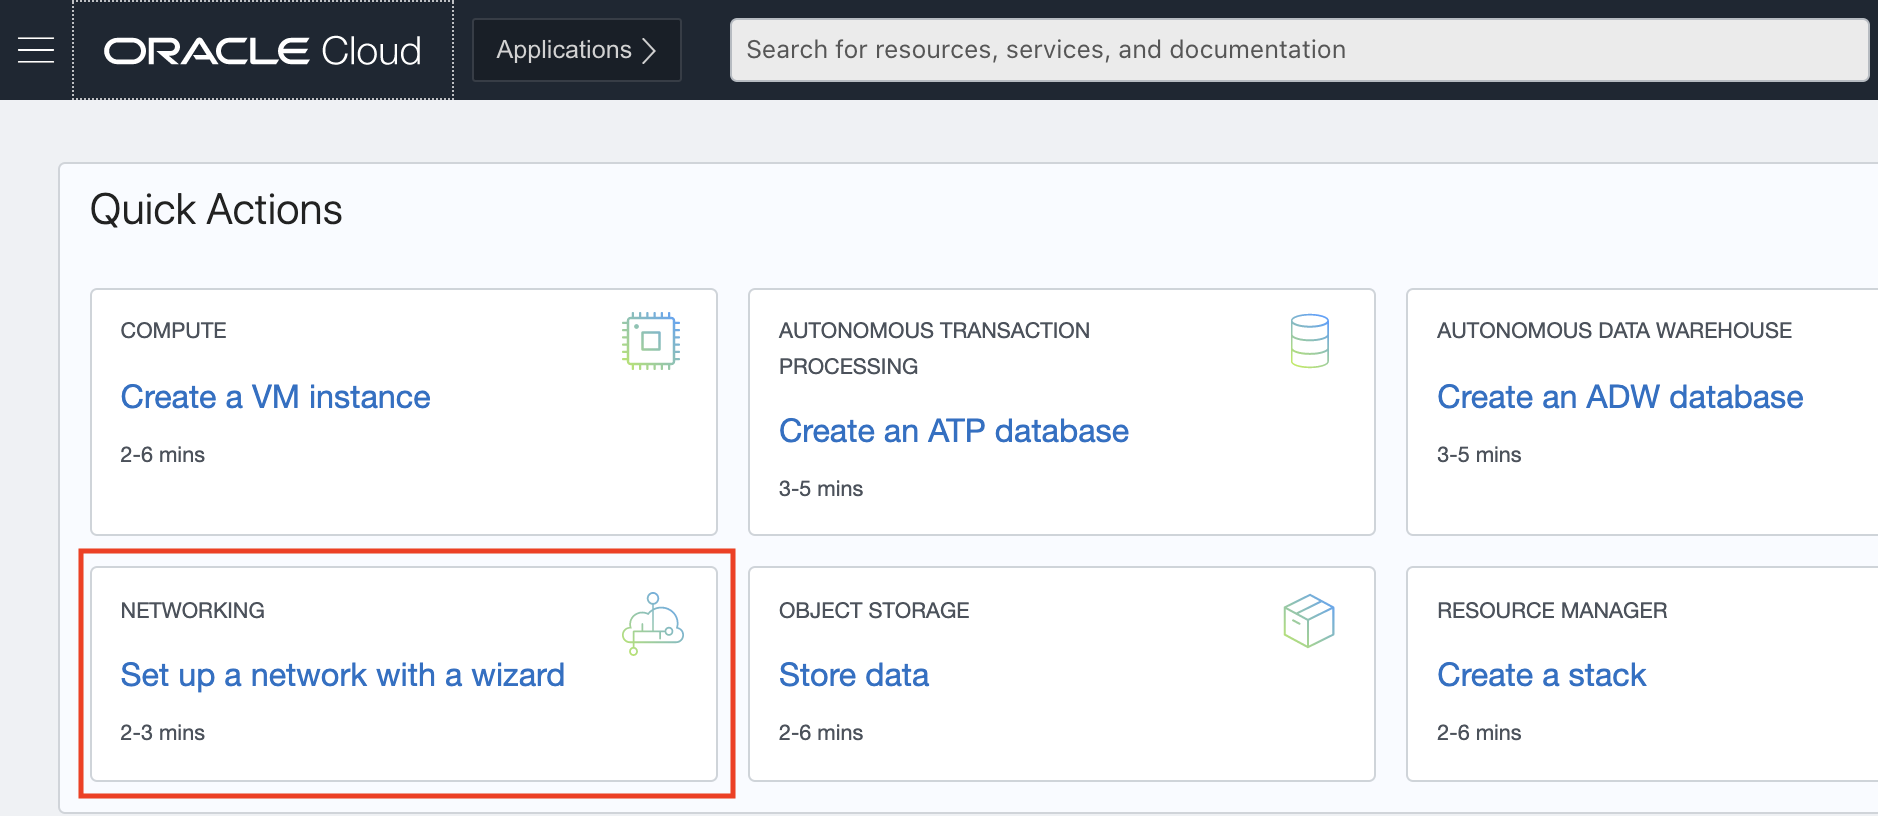 ORACLE Cloud
Applications
Search for resources, services, and documentation
Quick Actions
COMPUTE
Create a VM instance
2-6 mins
AUTONOMOUS TRANSACTION
PROCESSING
Create an ATP database
3-5 mins
AUTONOMOUS DATA WAREHOUSE
Create an ADW database
3-5 mins
NETWORKING
Set up a network with a wizard
2-3 mins
OBJECT STORAGE
Store data
2-6 mins
RESOURCE MANAGER
Create a stack
2-6 mins